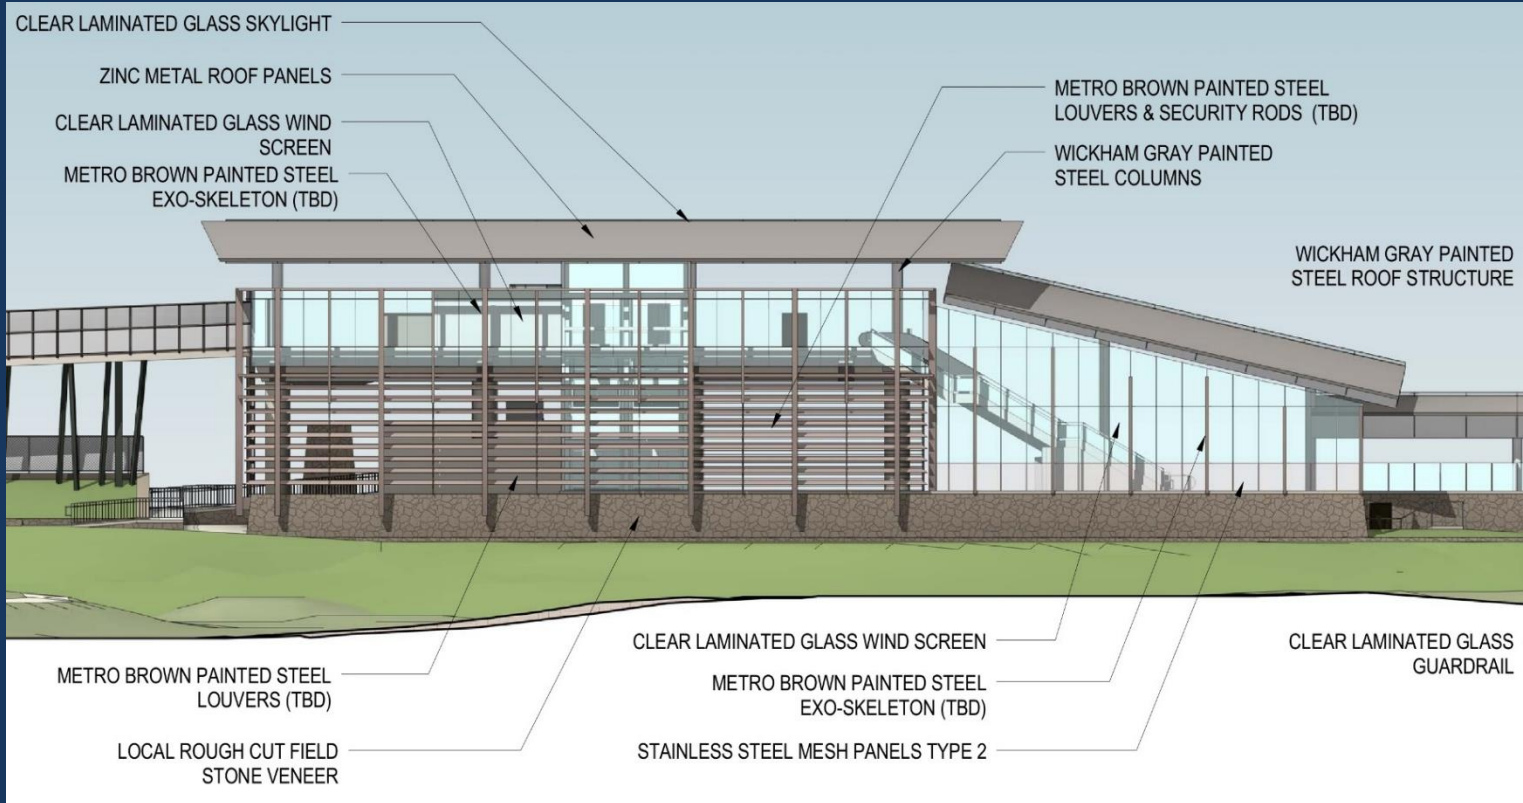 CLEAR LAMINATED GLASS SKYLIGHT
ZINC METAL ROOF PANELS
CLEAR LAMINATED GLASS WIND
SCREEN
METRO BROWN PAINTED STEEL
EXO-SKELETON (TBD)
METRO BROWN PAINTED STEEL
LOUVERS & SECURITY RODS (TBD)
WICKHAM GRAY PAINTED
STEEL COLUMNS
WICKHAM GRAY PAINTED
STEEL ROOF STRUCTURE
METRO BROWN PAINTED STEEL
LOUVERS (TBD)
LOCAL ROUGH CUT FIELD
STONE VENEER
CLEAR LAMINATED GLASS WIND SCREEN
METRO BROWN PAINTED STEEL
EXO-SKELETON (TBD)
STAINLESS STEEL MESH PANELS TYPE 2
CLEAR LAMINATED GLASS
GUARDRAIL